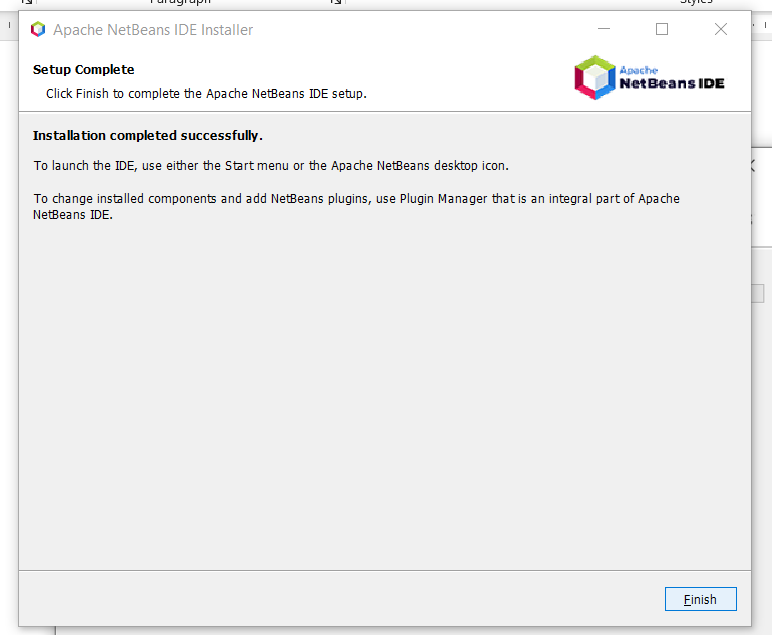 Paragraph
Styles
Apache NetBeans IDE Installer
Setup Complete
Click Finish to complete the Apache NetBeans IDE setup.
Apache
NetBeans IDE
Installation completed successfully.
To launch the IDE, use either the Start menu or the Apache NetBeans desktop icon.
To change installed components and add NetBeans plugins, use Plugin Manager that is an integral part of Apache
NetBeans IDE.
Finish